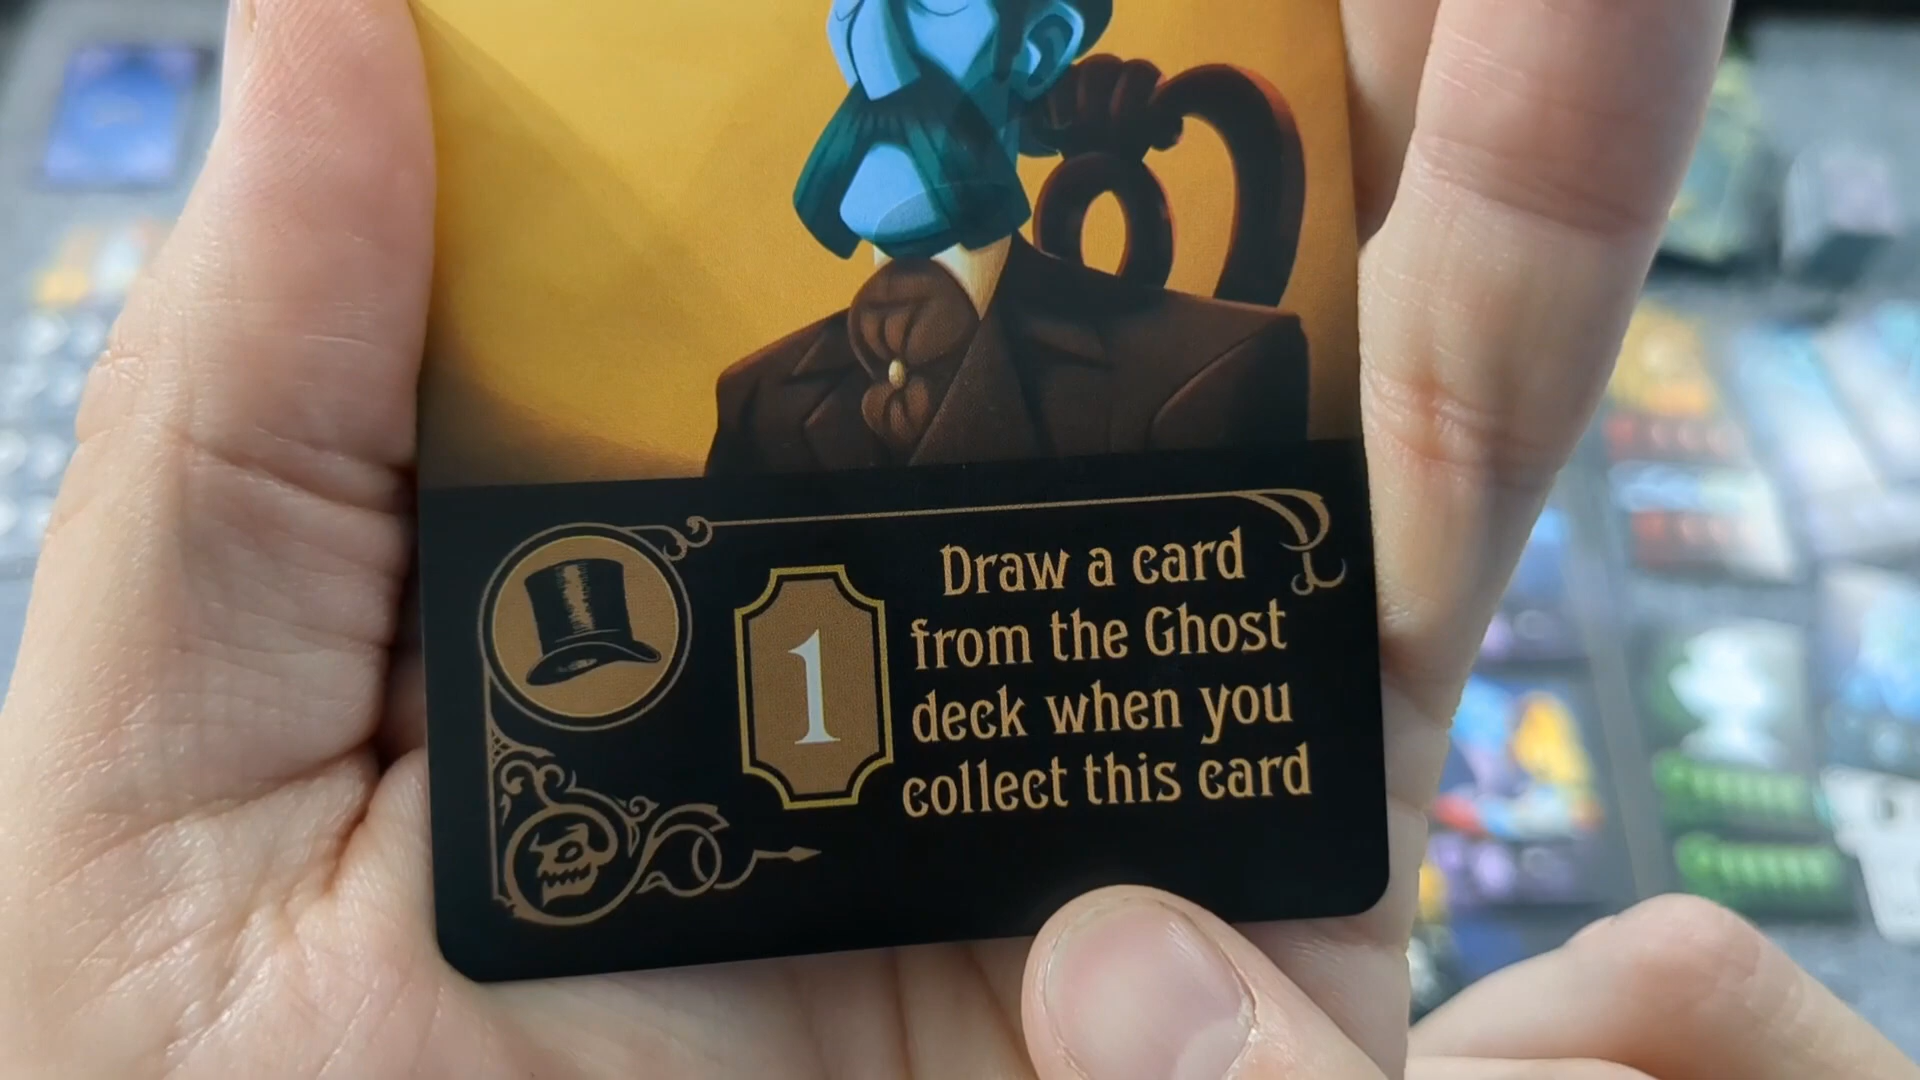 1
Draw a card
from the Ghost
deck when you
collect this card